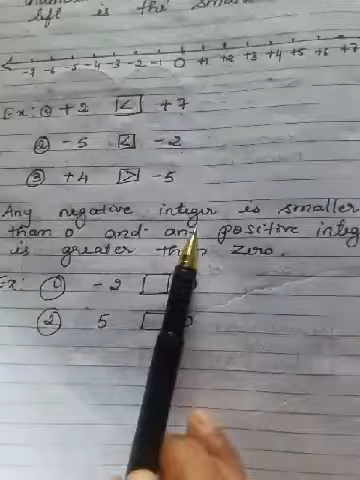 left is the
-7 -6 -5 -4 -3 -2 -1 0 +1 +2 +3 +4 +5 +6 +7
Ex: ① +2 < +7
② -5 < -2
③ +4 > -5
Any negative integer is smaller
than 0 and any positive integ
is greater than zero.
Ex: ① -2
② 5